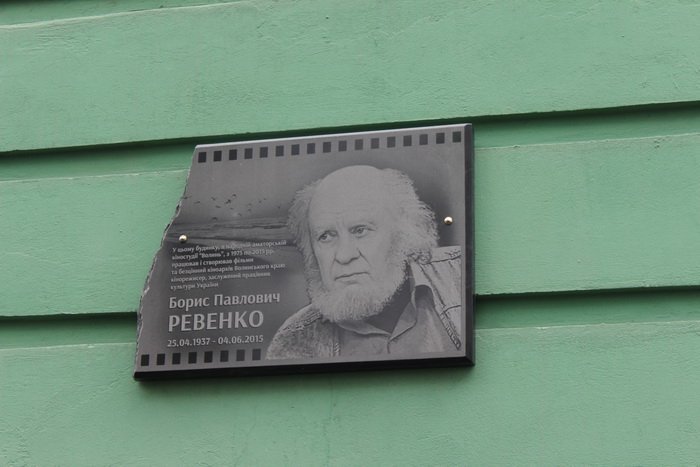 У цьому будинку, в Народній аматорській
кіностудії "Волинь", з 1975 по 2015 рр.
працював і створював фільми
та безцінний кіноархів Волинського краю
кінорежисер, заслужений працівник
культури України
Борис Павлович
РЕВЕНКО
25.04.1937 - 04.06.2015